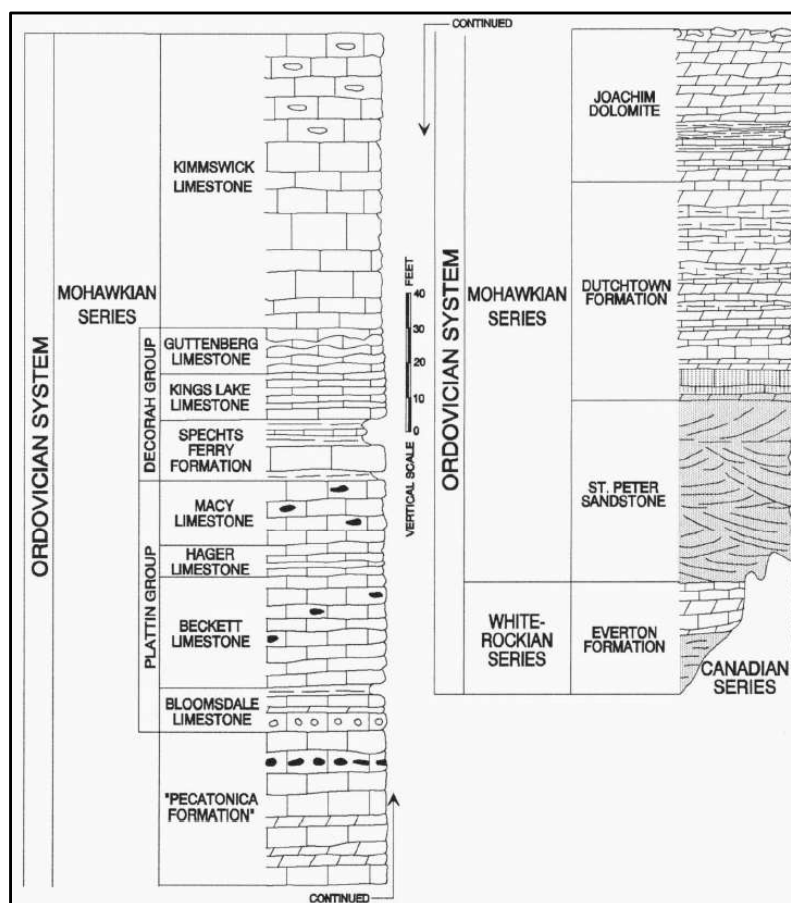 CONTINUED
ORDOVICIAN SYSTEM
MOHAWKIAN
SERIES
KIMMSWICK
LIMESTONE
DECORAH GROUP
GUTTENBERG
LIMESTONE
KINGS LAKE
LIMESTONE
SPECHTS
FERRY
FORMATION
PLATTIN GROUP
MACY
LIMESTONE
HAGER
LIMESTONE
BECKETT
LIMESTONE
BLOOMSDALE
LIMESTONE
"PECATONICA
FORMATION"
CONTINUED
VERTICAL SCALE
FEET
40
30
20
10
0
ORDOVICIAN SYSTEM
MOHAWKIAN
SERIES
JOACHIM
DOLOMITE
DUTCHTOWN
FORMATION
ST. PETER
SANDSTONE
WHITE-
ROCKIAN
SERIES
EVERTON
FORMATION
CANADIAN
SERIES